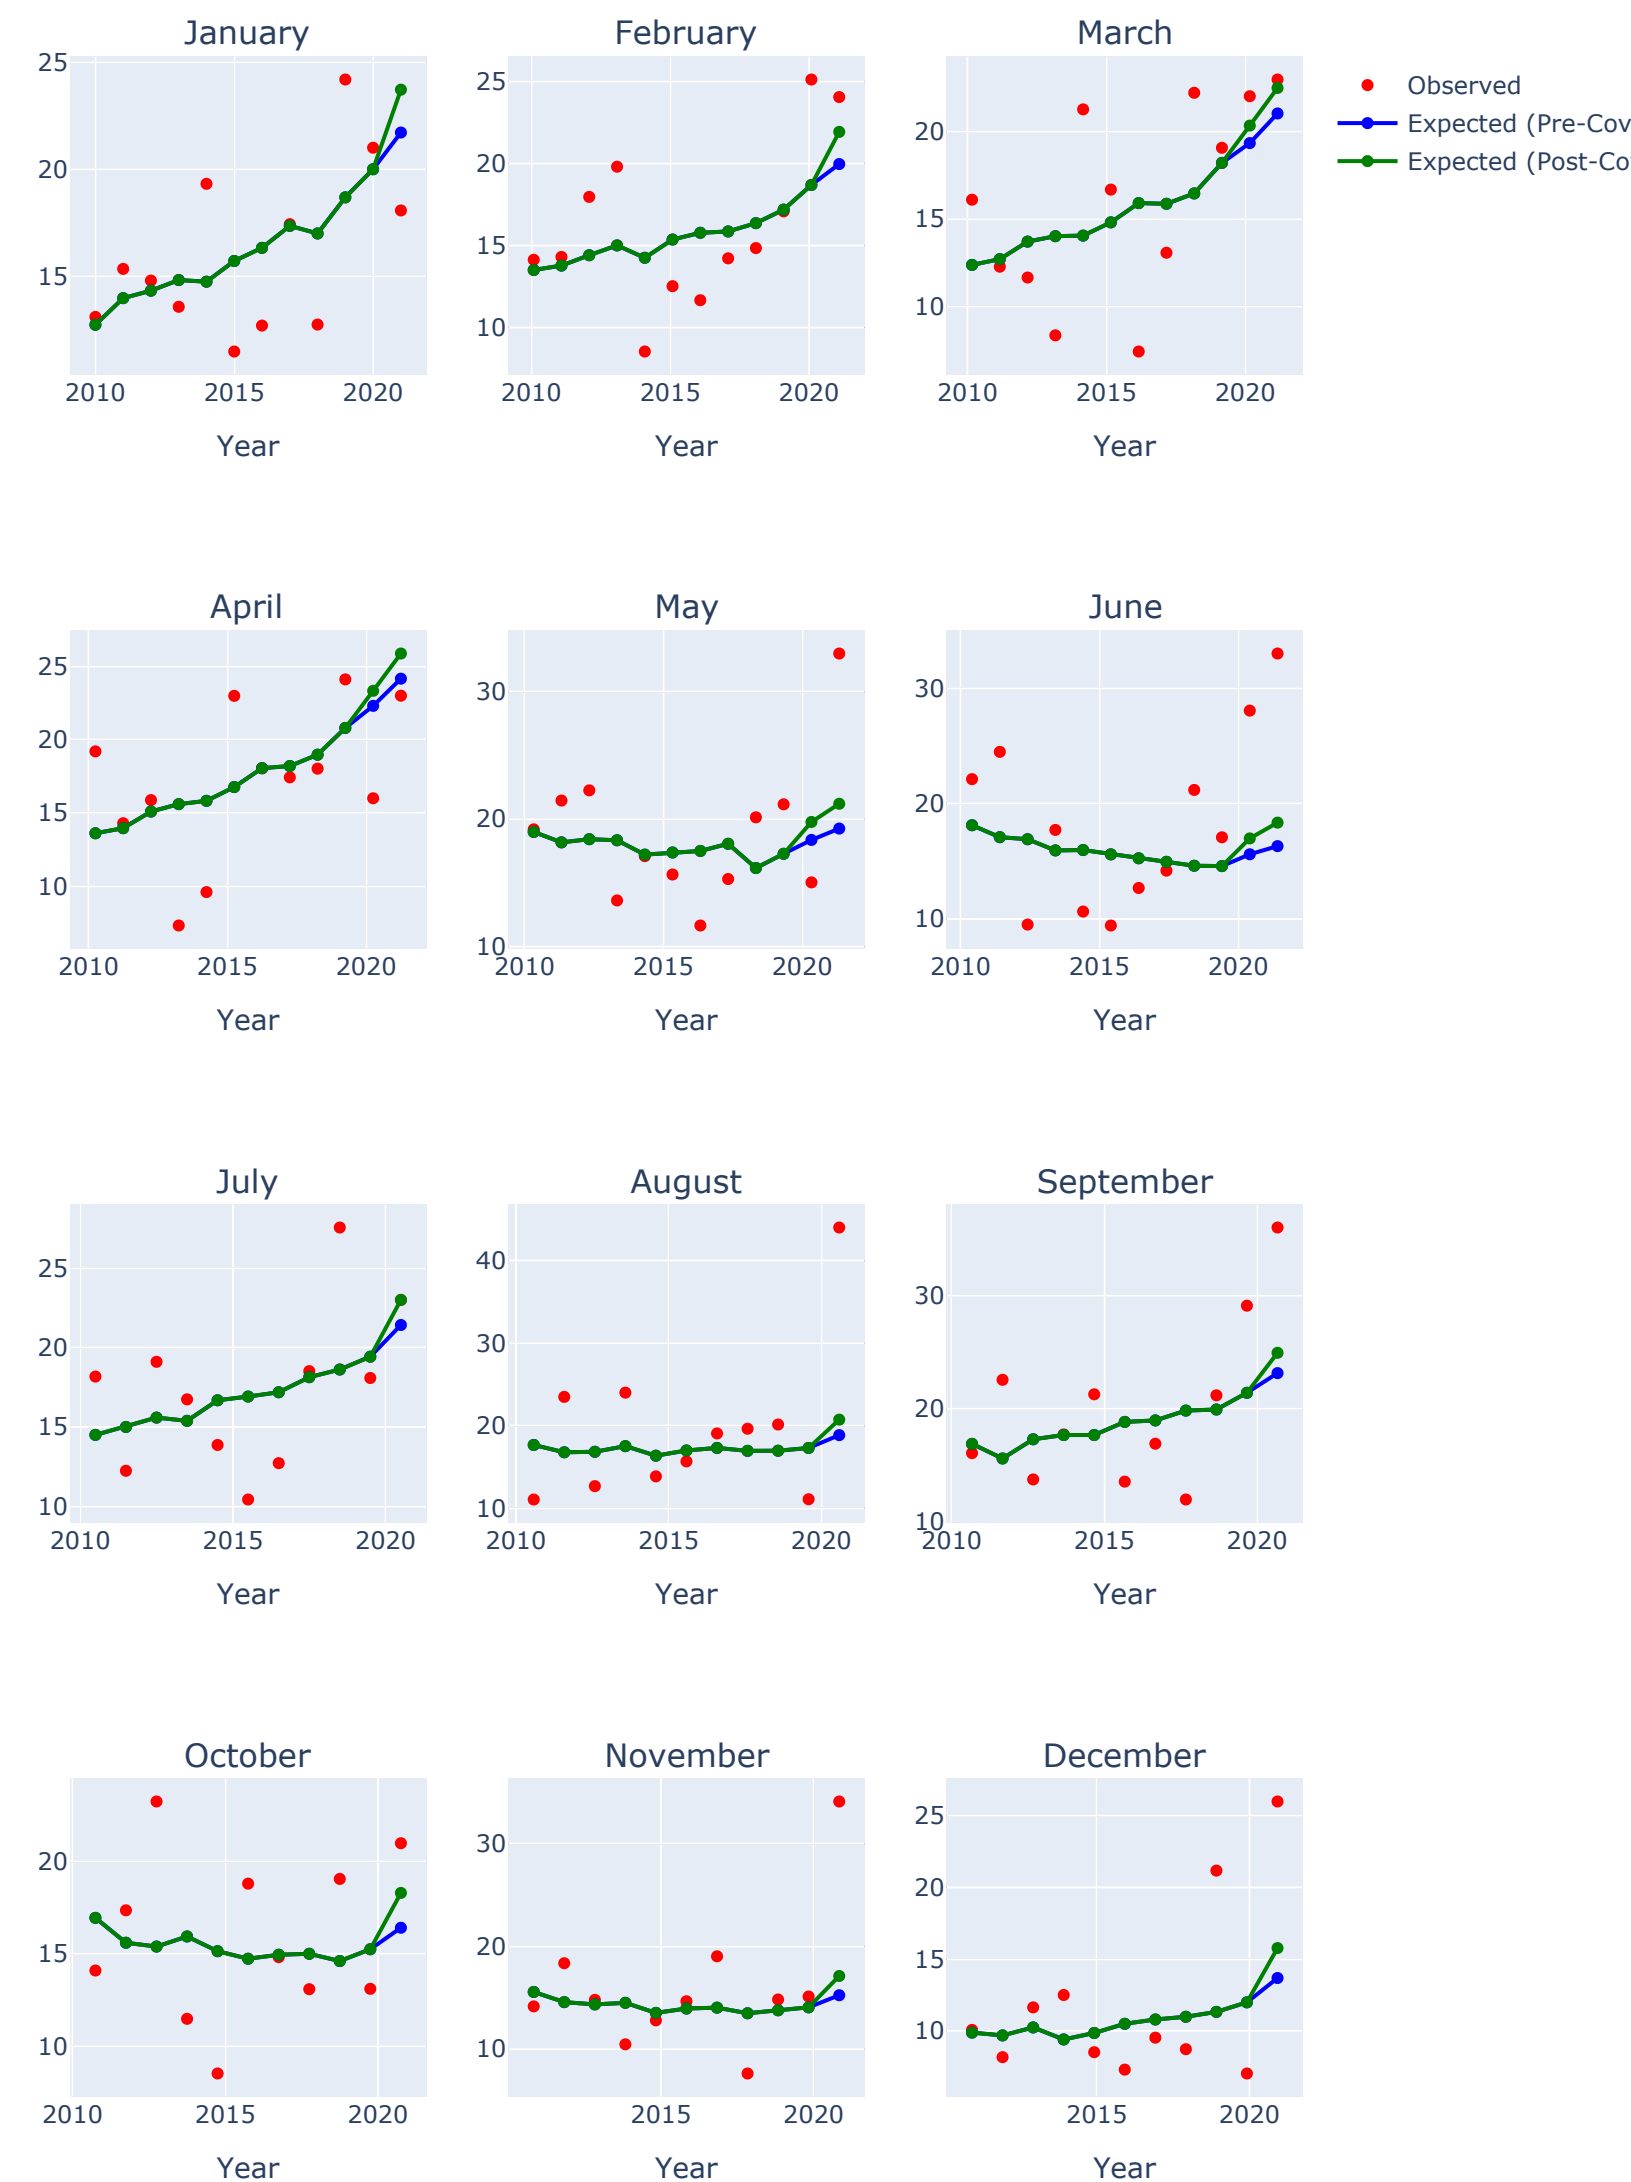 January February March
25
20
15
2010 2015 2020
Year
25
20
15
10
2010 2015 2020
Year
20
15
10
2010 2015 2020
Year
Observed
Expected (Pre-Cov
Expected (Post-Co
April May June
25
20
15
10
2010 2015 2020
Year
30
20
10
2010 2015 2020
Year
30
20
10
2010 2015 2020
Year
July August September
25
20
15
10
2010 2015 2020
Year
40
30
20
10
2010 2015 2020
Year
30
20
10
2010 2015 2020
Year
October November December
20
15
10
2010 2015 2020
Year
30
20
10
2015 2020
Year
25
20
15
10
2015 2020
Year